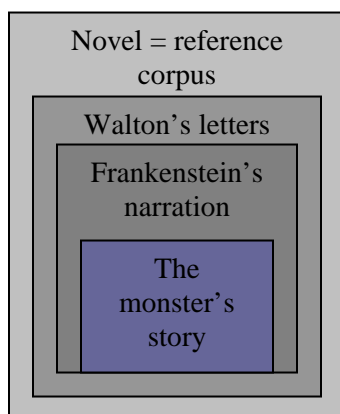 Novel = reference
corpus
Walton’s letters
Frankenstein’s
narration
The
monster’s
story